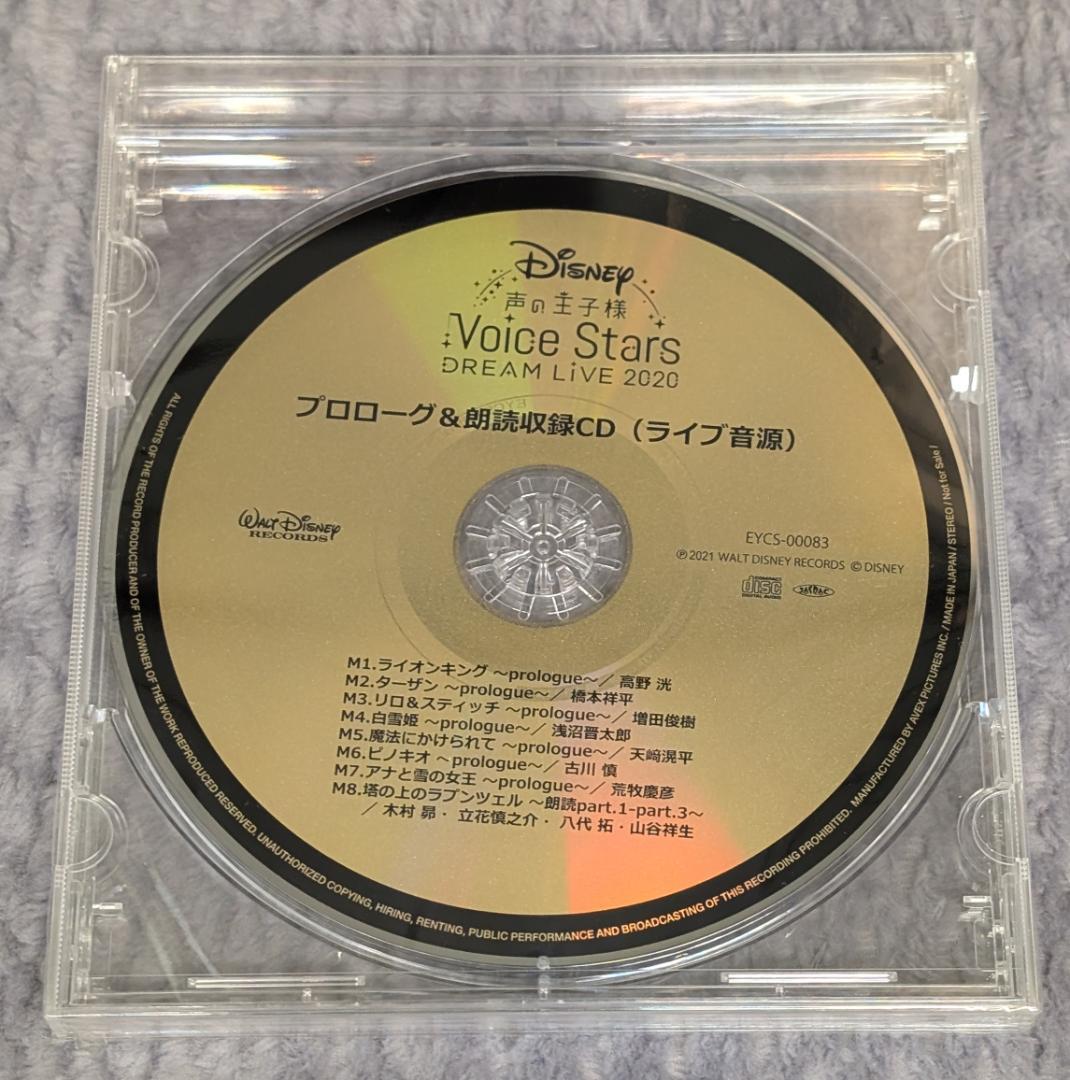 Disney
声の王子様
Voice Stars
DREAM LiVE 2020
プロローグ＆朗読収録CD（ライブ音源）
WALT DISNEY
RECORDS
EYCS-00083
Ⓟ2021 WALT DISNEY RECORDS ©DISNEY
COMPACT
disc
DIGITAL AUDIO
JASRAC
M1.ライオンキング ～prologue～／高野 洸
M2.ターザン ～prologue～／橋本祥平
M3.リロ＆スティッチ ～prologue～／増田俊樹
M4.白雪姫 ～prologue～／浅沼晋太郎
M5.魔法にかけられて ～prologue～／天﨑滉平
M6.ピノキオ ～prologue～／古川 慎
M7.アナと雪の女王 ～prologue～／荒牧慶彦
M8.塔の上のラプンツェル ～朗読part.1–part.3～
／木村 昴・立花慎之介・八代 拓・山谷祥生
ALL RIGHTS OF THE RECORD PRODUCER AND OF THE OWNER OF THE WORK REPRODUCED RESERVED. UNAUTHORIZED COPYING, HIRING, RENTING, PUBLIC PERFORMANCE AND BROADCASTING OF THIS RECORDING PROHIBITED. MANUFACTURED BY AVEX PICTURES INC. / MADE IN JAPAN / STEREO / Not for Sale /